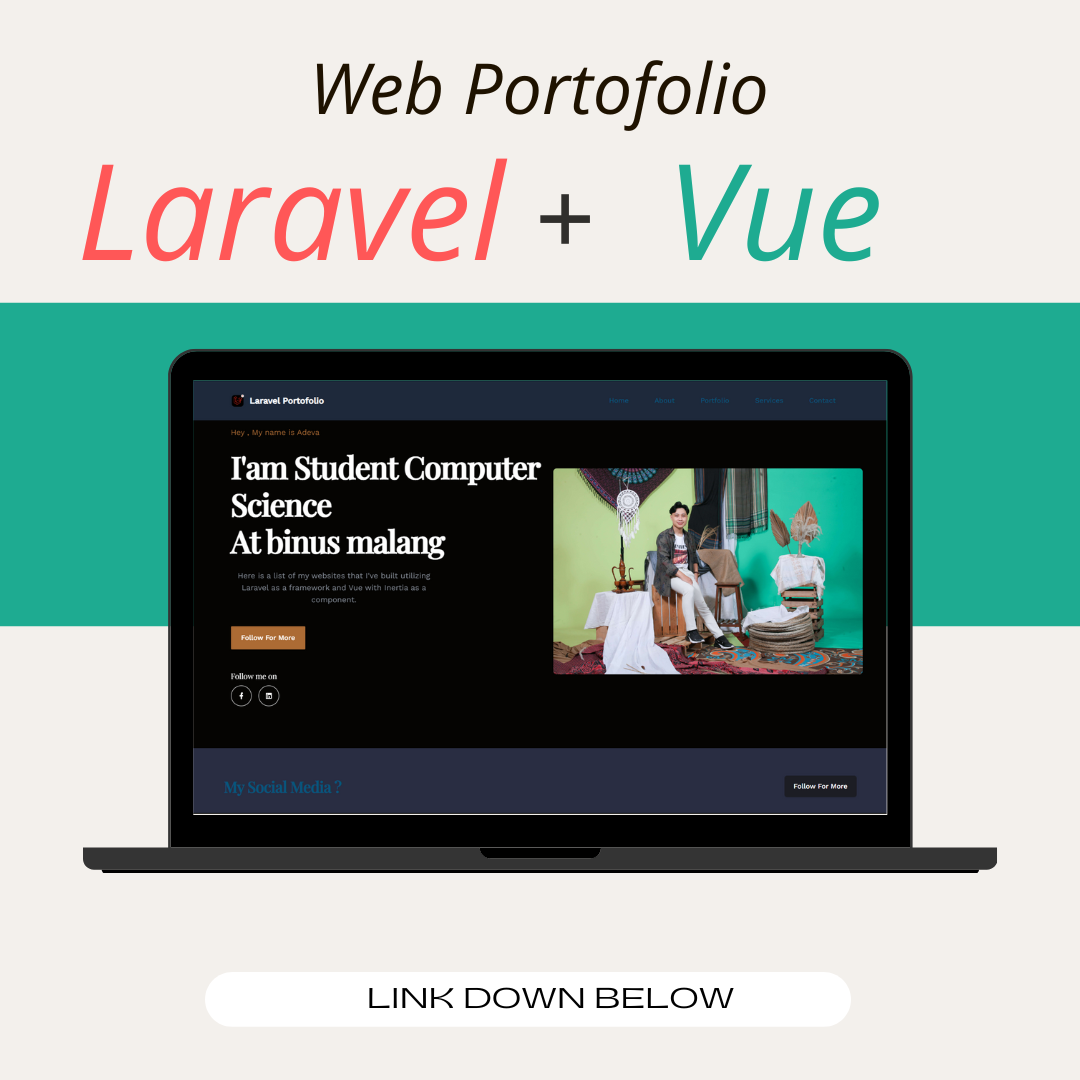 Web Portofolio
Laravel + Vue
Laravel Portofolio
Home About Portfolio Services Contact
Hey , My name is Adeva
I'am Student Computer
Science
At binus malang
Here is a list of my websites that I've built utilizing
Laravel as a framework and Vue with Inertia as a
component.
Follow For More
Follow me on
My Social Media ?
Follow For More
LINK DOWN BELOW